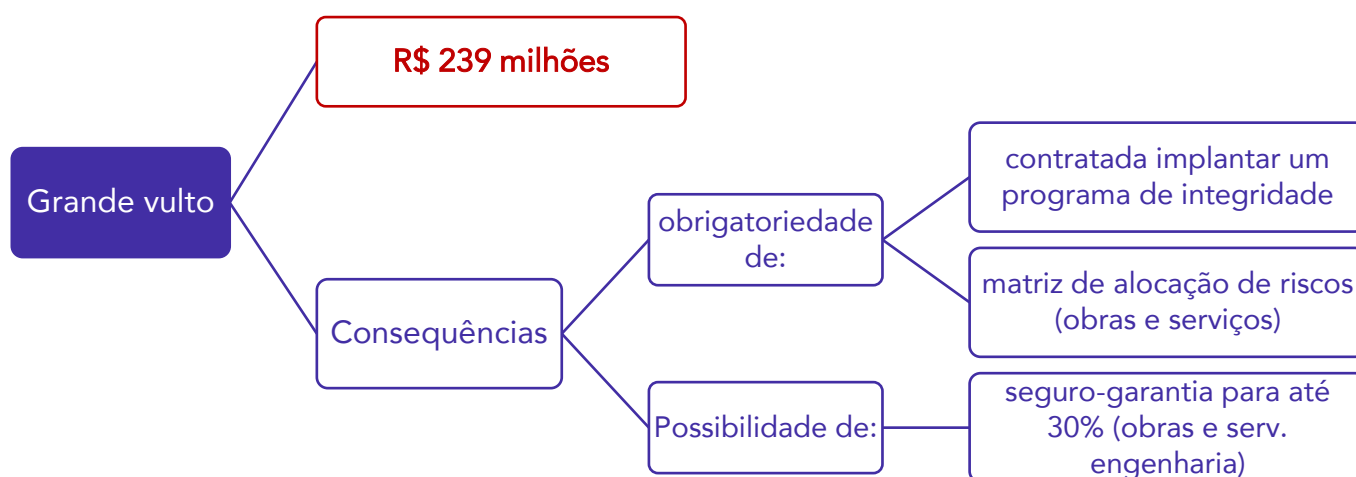 R$ 239 milhões
Grande vulto
Consequências
obrigatoriedade
de:
contratada implantar um
programa de integridade
matriz de alocação de riscos
(obras e serviços)
Possibilidade de:
seguro-garantia para até
30% (obras e serv.
engenharia)